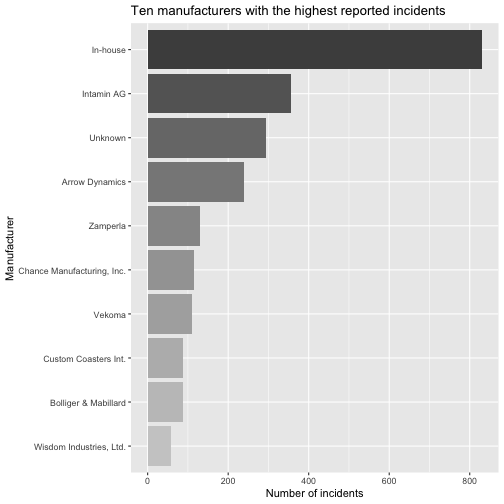 Ten manufacturers with the highest reported incidents
In-house
Intamin AG
Unknown
Arrow Dynamics
Zamperla
Chance Manufacturing, Inc.
Vekoma
Custom Coasters Int.
Bolliger & Mabillard
Wisdom Industries, Ltd.
Manufacturer
0 200 400 600 800
Number of incidents